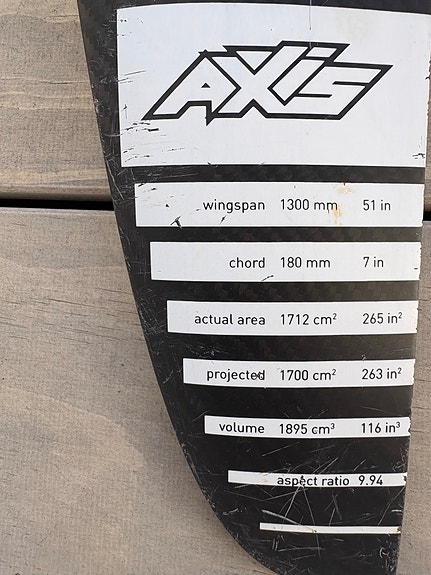 AXIS
wingspan 1300 mm 51 in
chord 180 mm 7 in
actual area 1712 cm² 265 in²
projected 1700 cm² 263 in²
volume 1895 cm³ 116 in³
aspect ratio 9.94